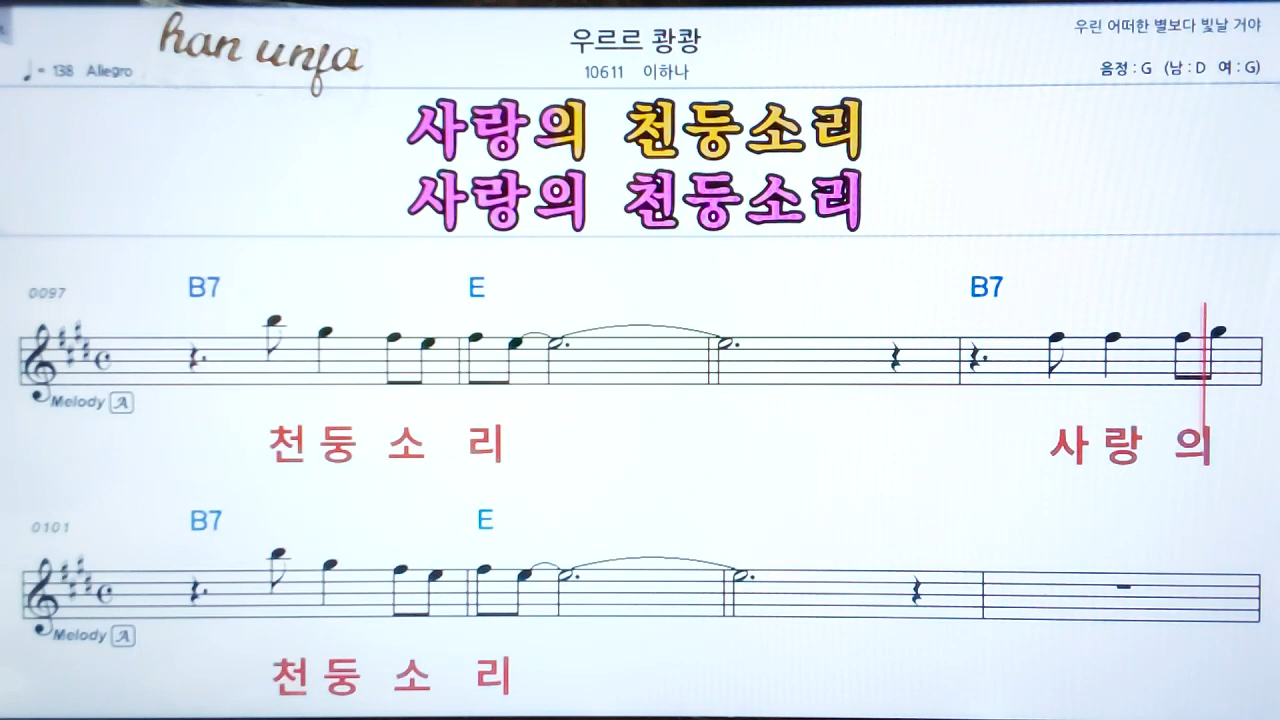 han unja
우르르 쾅쾅
우린 어떠한 별보다 빛날 거야
♩= 138 Allegro
10611 이하나
음정 : G (남 : D 여 : G)
사랑의 천둥소리
사랑의 천둥소리
0097
B7 E B7
Melody A
천 둥 소 리 사 랑 의
0101
B7 E
Melody A
천 둥 소 리